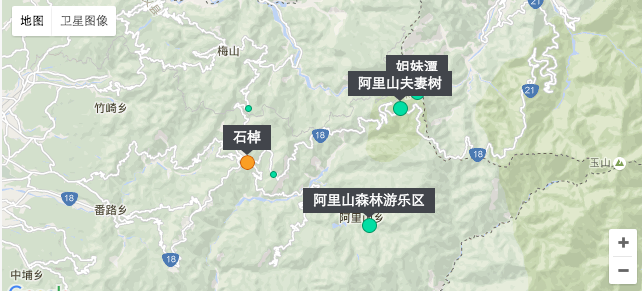 地图 卫星图像
梅山
姐妹潭
阿里山夫妻树
21
21
竹崎乡
石棹
18
18
玉山
18
阿里山森林游乐区
番路乡
阿里山乡
18
中埔乡
+
−